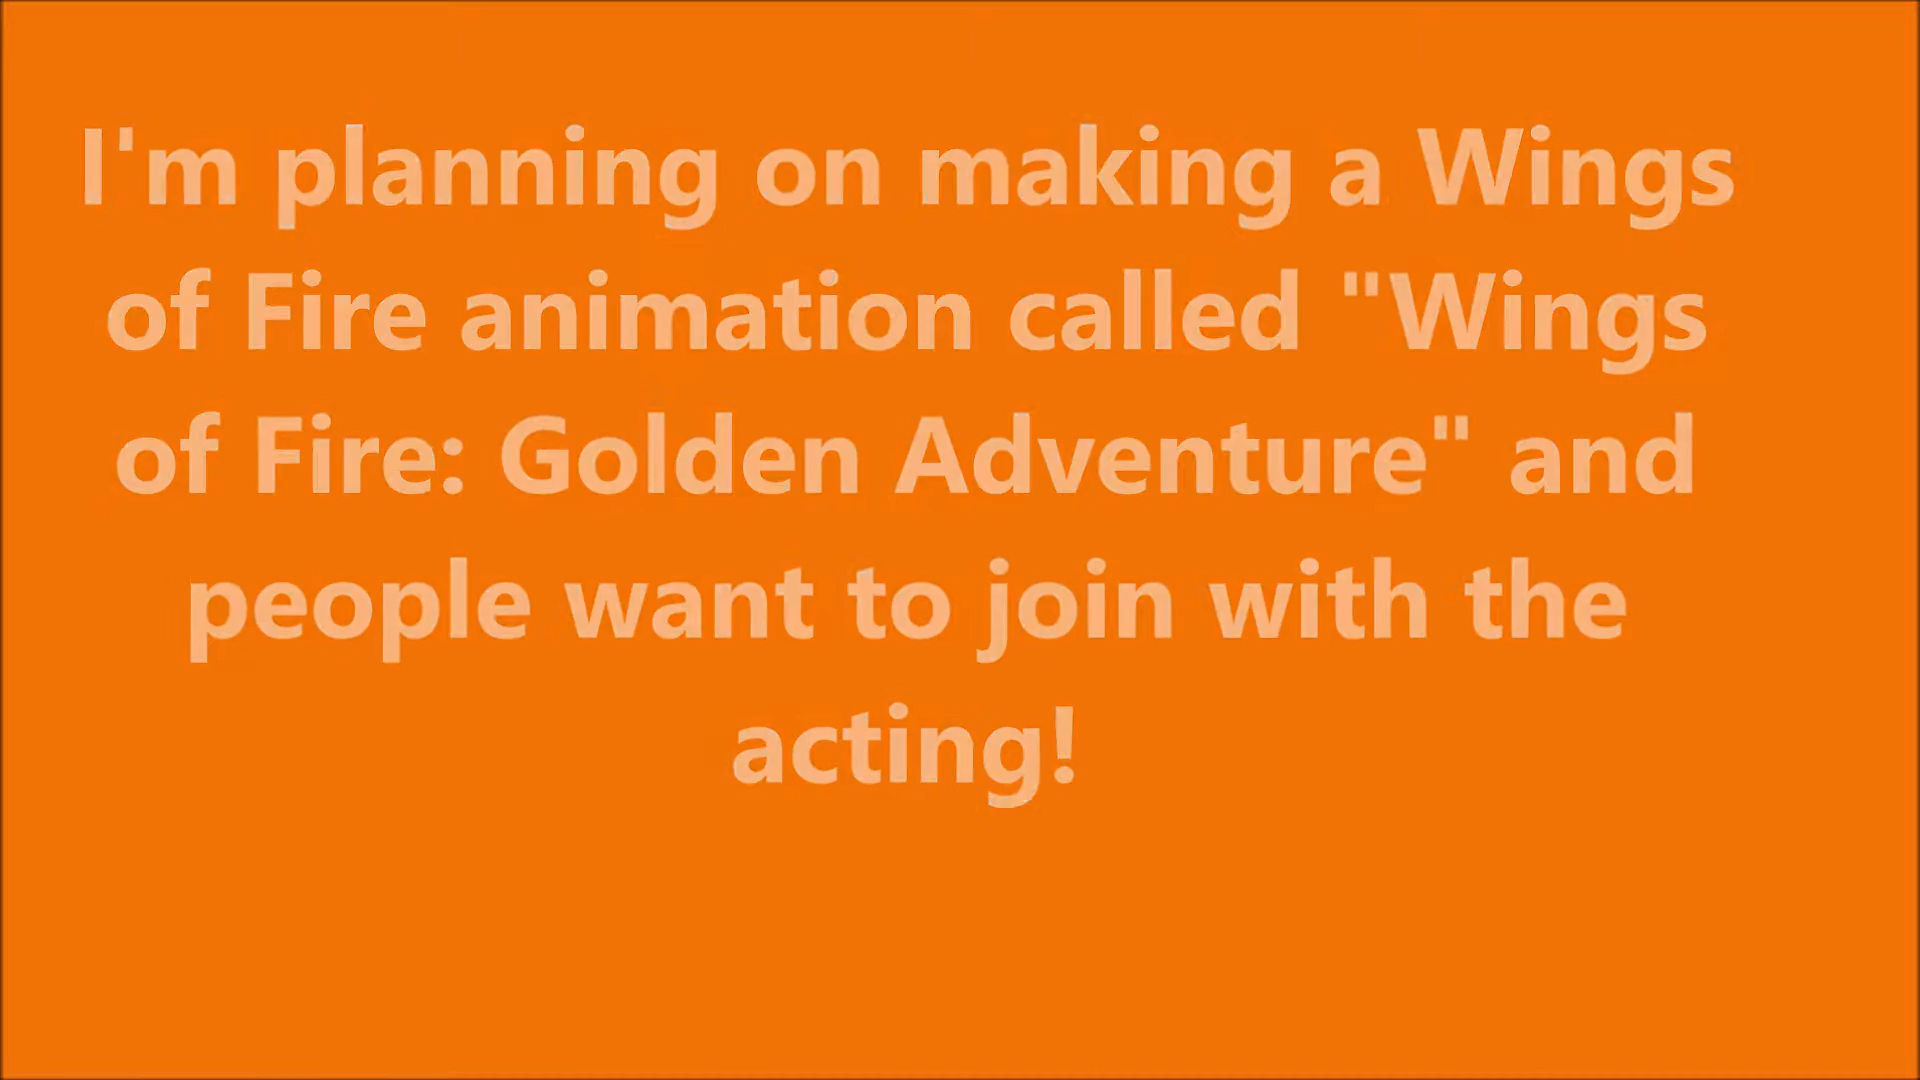 I'm planning on making a Wings
of Fire animation called "Wings
of Fire: Golden Adventure" and
people want to join with the
acting!